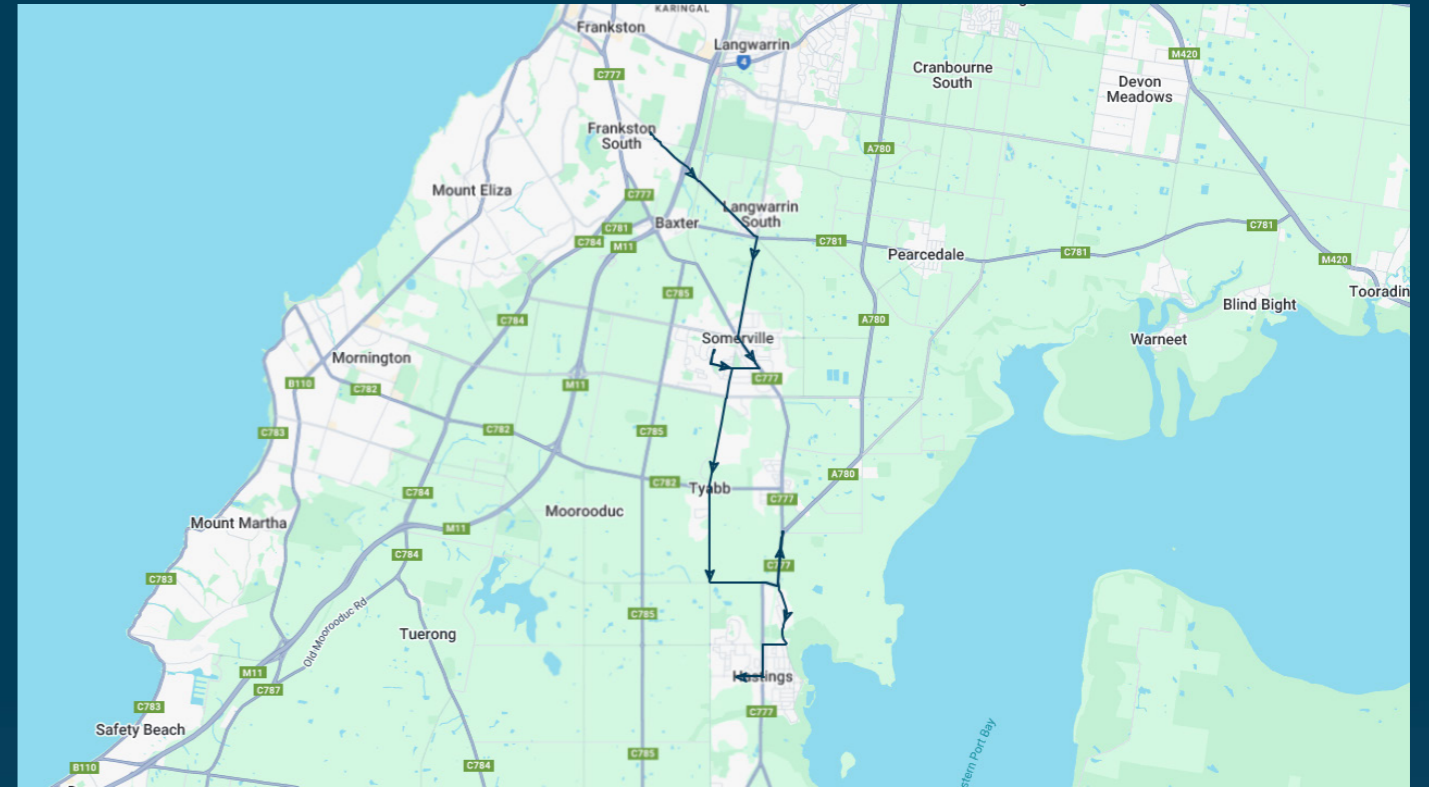 KARINGAL
Frankston
Langwarrin
4
M420
C777
Cranbourne
South
Devon
Meadows
Frankston
South
A780
Mount Eliza
C777
Langwarrin
South
Baxter
C781
C784
M11
C781
Pearcedale
C781
C781
M420
Tooradin
Blind Bight
C785
C784
A780
Somerville
Warneet
Mornington
C777
B110
C782
M11
C783
C782
C785
A780
C782
Tyabb
C784
C777
Moorooduc
Mount Martha
M11
C784
C777
C783
Old Moorooduc Rd
C785
Tuerong
M11
Hastings
C787
C783
C777
Safety Beach
C785
C784
B110
stern Port Bay